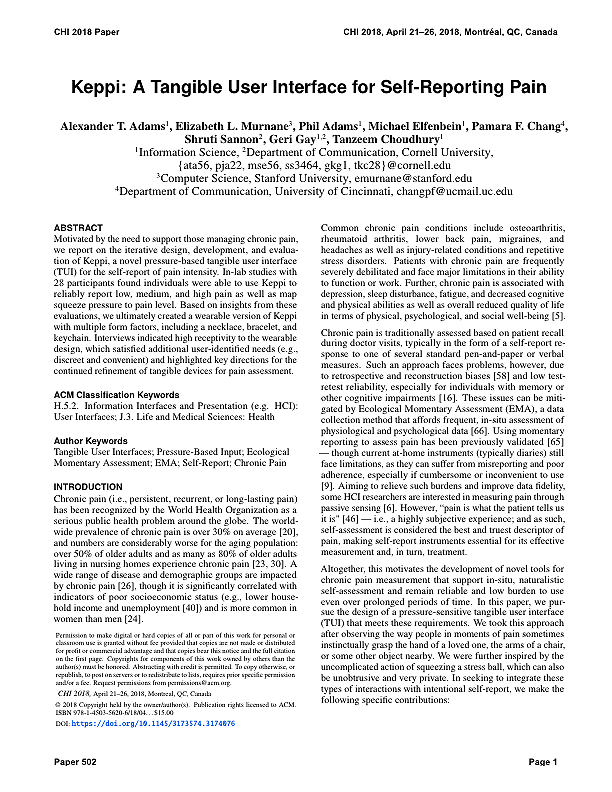 CHI 2018 Paper
CHI 2018, April 21–26, 2018, Montréal, QC, Canada
Keppi: A Tangible User Interface for Self-Reporting Pain
Alexander T. Adams1, Elizabeth L. Murnane3, Phil Adams1, Michael Elfenbein1, Pamara F. Chang4,
Shruti Sannon2, Geri Gay1,2, Tanzeem Choudhury1
1Information Science, 2Department of Communication, Cornell University,
{ata56, pja22, mse56, ss3464, gkg1, tkc28}@cornell.edu
3Computer Science, Stanford University, emurnane@stanford.edu
4Department of Communication, University of Cincinnati, changpf@ucmail.uc.edu
ABSTRACT
Motivated by the need to support those managing chronic pain,
we report on the iterative design, development, and evalua-
tion of Keppi, a novel pressure-based tangible user interface
(TUI) for the self-report of pain intensity. In-lab studies with
28 participants found individuals were able to use Keppi to
reliably report low, medium, and high pain as well as map
squeeze pressure to pain level. Based on insights from these
evaluations, we ultimately created a wearable version of Keppi
with multiple form factors, including a necklace, bracelet, and
keychain. Interviews indicated high receptivity to the wearable
design, which satisfied additional user-identified needs (e.g.,
discreet and convenient) and highlighted key directions for the
continued refinement of tangible devices for pain assessment.
ACM Classification Keywords
H.5.2. Information Interfaces and Presentation (e.g. HCI):
User Interfaces; J.3. Life and Medical Sciences: Health
Author Keywords
Tangible User Interfaces; Pressure-Based Input; Ecological
Momentary Assessment; EMA; Self-Report; Chronic Pain
INTRODUCTION
Chronic pain (i.e., persistent, recurrent, or long-lasting pain)
has been recognized by the World Health Organization as a
serious public health problem around the globe. The world-
wide prevalence of chronic pain is over 30% on average [20],
and numbers are considerably worse for the aging population:
over 50% of older adults and as many as 80% of older adults
living in nursing homes experience chronic pain [23, 30]. A
wide range of disease and demographic groups are impacted
by chronic pain [26], though it is significantly correlated with
indicators of poor socioeconomic status (e.g., lower house-
hold income and unemployment [40]) and is more common in
women than men [24].
Permission to make digital or hard copies of all or part of this work for personal or
classroom use is granted without fee provided that copies are not made or distributed
for profit or commercial advantage and that copies bear this notice and the full citation
on the first page. Copyrights for components of this work owned by others than the
author(s) must be honored. Abstracting with credit is permitted. To copy otherwise, or
republish, to post on servers or to redistribute to lists, requires prior specific permission
and/or a fee. Request permissions from permissions@acm.org.
CHI 2018, April 21–26, 2018, Montreal, QC, Canada
© 2018 Copyright held by the owner/author(s). Publication rights licensed to ACM.
ISBN 978-1-4503-5620-6/18/04...$15.00
DOI: https://doi.org/10.1145/3173574.3174076
Common chronic pain conditions include osteoarthritis,
rheumatoid arthritis, lower back pain, migraines, and
headaches as well as injury-related conditions and repetitive
stress disorders. Patients with chronic pain are frequently
severely debilitated and face major limitations in their ability
to function or work. Further, chronic pain is associated with
depression, sleep disturbance, fatigue, and decreased cognitive
and physical abilities as well as overall reduced quality of life
in terms of physical, psychological, and social well-being [5].
Chronic pain is traditionally assessed based on patient recall
during doctor visits, typically in the form of a self-report re-
sponse to one of several standard pen-and-paper or verbal
measures. Such an approach faces problems, however, due
to retrospective and reconstruction biases [58] and low test-
retest reliability, especially for individuals with memory or
other cognitive impairments [16]. These issues can be miti-
gated by Ecological Momentary Assessment (EMA), a data
collection method that affords frequent, in-situ assessment of
physiological and psychological data [66]. Using momentary
reporting to assess pain has been previously validated [65]
— though current at-home instruments (typically diaries) still
face limitations, as they can suffer from misreporting and poor
adherence, especially if cumbersome or inconvenient to use
[9]. Aiming to relieve such burdens and improve data fidelity,
some HCI researchers are interested in measuring pain through
passive sensing [6]. However, "pain is what the patient tells us
it is" [46] — i.e., a highly subjective experience; and as such,
self-assessment is considered the best and truest descriptor of
pain, making self-report instruments essential for its effective
measurement and, in turn, treatment.
Altogether, this motivates the development of novel tools for
chronic pain measurement that support in-situ, naturalistic
self-assessment and remain reliable and low burden to use
even over prolonged periods of time. In this paper, we pur-
sue the design of a pressure-sensitive tangible user interface
(TUI) that meets these requirements. We took this approach
after observing the way people in moments of pain sometimes
instinctually grasp the hand of a loved one, the arms of a chair,
or some other object nearby. We were further inspired by the
uncomplicated action of squeezing a stress ball, which can also
be unobtrusive and very private. In seeking to integrate these
types of interactions with intentional self-report, we make the
following specific contributions:
Paper 502
Page 1